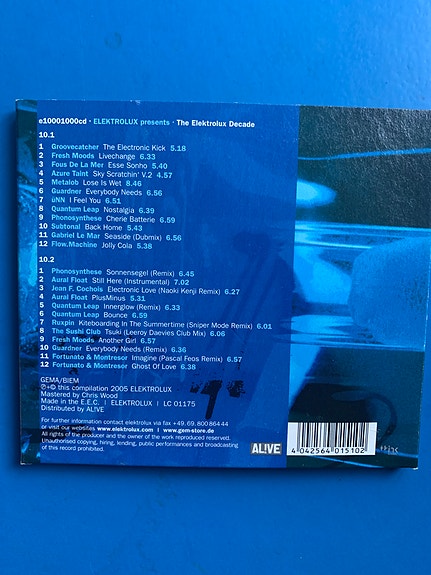 e10001000cd • ELEKTROLUX presents • The Elektrolux Decade
10.1
1 Groovecatcher The Electronic Kick 5.18
2 Fresh Moods Livechange 6.33
3 Fous De La Mer Esse Sonho 5.40
4 Azure Taint Sky Scratchin' V.2 4.57
5 Metalob Lose Is Wet 8.46
6 Guardner Everybody Needs 6.56
7 üNN I Feel You 6.51
8 Quantum Leap Nostalgia 6.39
9 Phonosynthese Cherie Batterie 6.59
10 Subtonal Back Home 5.43
11 Gabriel Le Mar Seaside (Dubmix) 6.56
12 Flow.Machine Jolly Cola 5.38
10.2
1 Phonosynthese Sonnensegel (Remix) 6.45
2 Aural Float Still Here (Instrumental) 7.02
3 Jean F. Cochois Electronic Love (Naoki Kenji Remix) 6.27
4 Aural Float PlusMinus 5.31
5 Quantum Leap Innerglow (Remix) 6.33
6 Quantum Leap Bounce 6.59
7 Ruxpin Kiteboarding In The Summertime (Sniper Mode Remix) 6.01
8 The Sushi Club Tsuki (Leeroy Daevies Club Mix) 6.06
9 Fresh Moods Another Girl 6.57
10 Guardner Everybody Needs (Remix) 6.36
11 Fortunato & Montresor Imagine (Pascal Feos Remix) 6.57
12 Fortunato & Montresor Ghost Of Love 6.38
GEMA/BIEM
℗+© this compilation 2005 ELEKTROLUX
Mastered by Chris Wood
Made in the E.E.C. I ELEKTROLUX I LC 01175
Distributed by AL!VE
For further information contact elektrolux via fax +49.69.800 864 44
or visit our websites www.elektrolux.com I www.gem-store.de
All rights of the producer and the owner of the work reproduced reserved.
Unauthorised copying, hiring, lending, public performances and broadcasting
of this record prohibited.
AL!VE
4 042564 015102